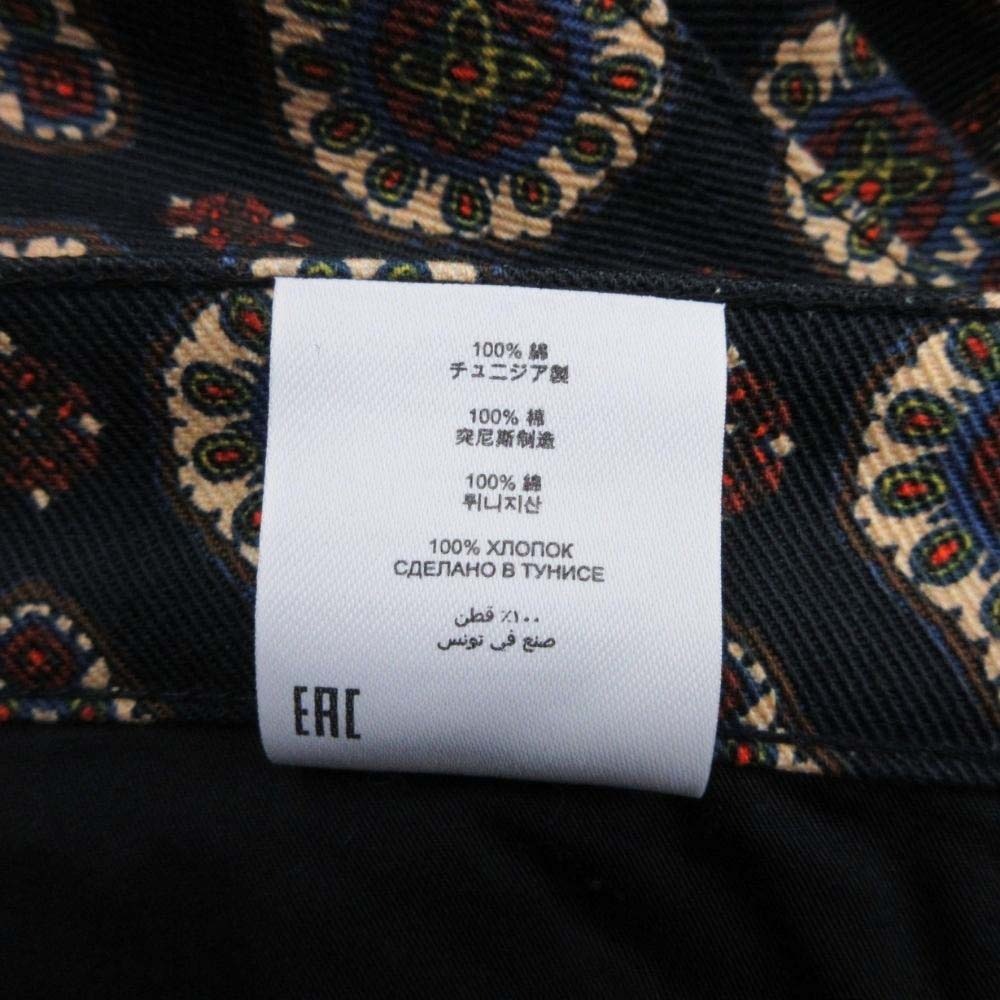 100% 綿
チュニジア製
100% 棉
突尼斯制造
100% 綿
튀니지산
100% ХЛОПОК
СДЕЛАНО В ТУНИСЕ
٪١٠٠ قطن
صنع في تونس
EAC